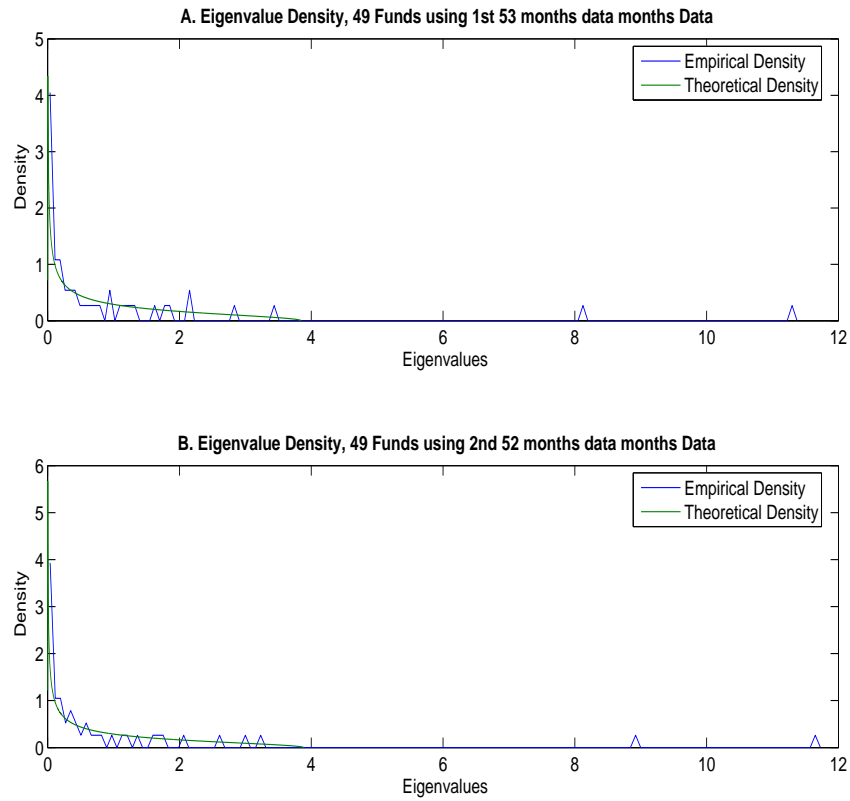 A. Eigenvalue Density, 49 Funds using 1st 53 months data months Data
5
4
3
2
1
0
Density
Empirical Density
Theoretical Density
0 2 4 6 8 10 12
Eigenvalues
B. Eigenvalue Density, 49 Funds using 2nd 52 months data months Data
6
5
4
3
2
1
0
Density
Empirical Density
Theoretical Density
0 2 4 6 8 10 12
Eigenvalues